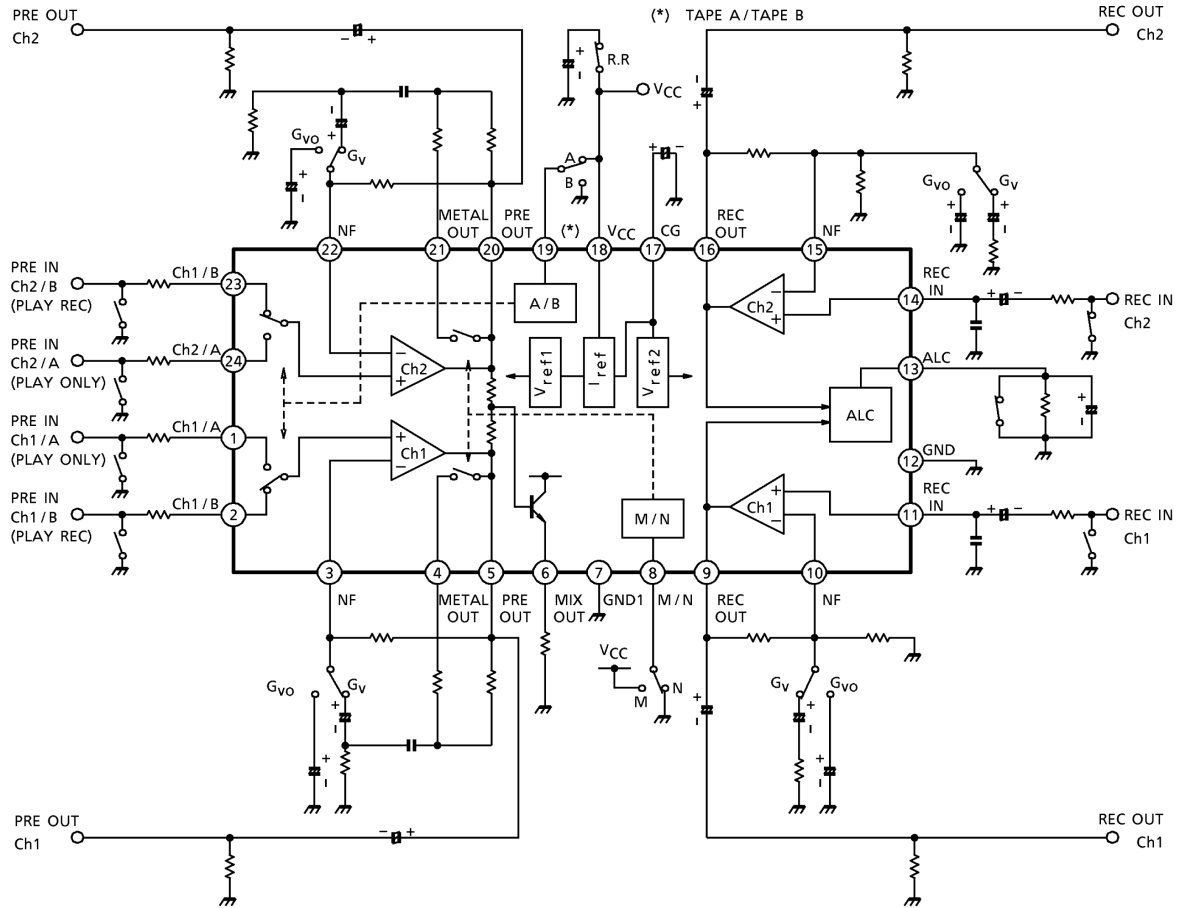 PRE OUT
Ch2
(*) TAPE A/TAPE B
REC OUT
Ch2
R.R
VCC
GVO
GV
A
B
GVO
GV
NF
METAL OUT
PRE OUT
(*)
VCC
CG
REC OUT
NF
22
21
20
19
18
17
16
15
PRE IN
Ch2/B
(PLAY REC)
Ch1/B
23
PRE IN
Ch2/A
(PLAY ONLY)
Ch2/A
24
PRE IN
Ch1/A
(PLAY ONLY)
Ch1/A
1
PRE IN
Ch1/B
(PLAY REC)
Ch1/B
2
A/B
Ch2
Ch1
Vref1
Iref
Vref2
M/N
Ch2
ALC
Ch1
REC IN
14
REC IN
Ch2
ALC
13
GND
12
REC IN
11
REC IN
Ch1
3
4
5
6
7
8
9
10
NF
METAL OUT
PRE OUT
MIX OUT
GND1
M/N
REC OUT
NF
GVO
GV
VCC
M
N
GV
GVO
PRE OUT
Ch1
REC OUT
Ch1